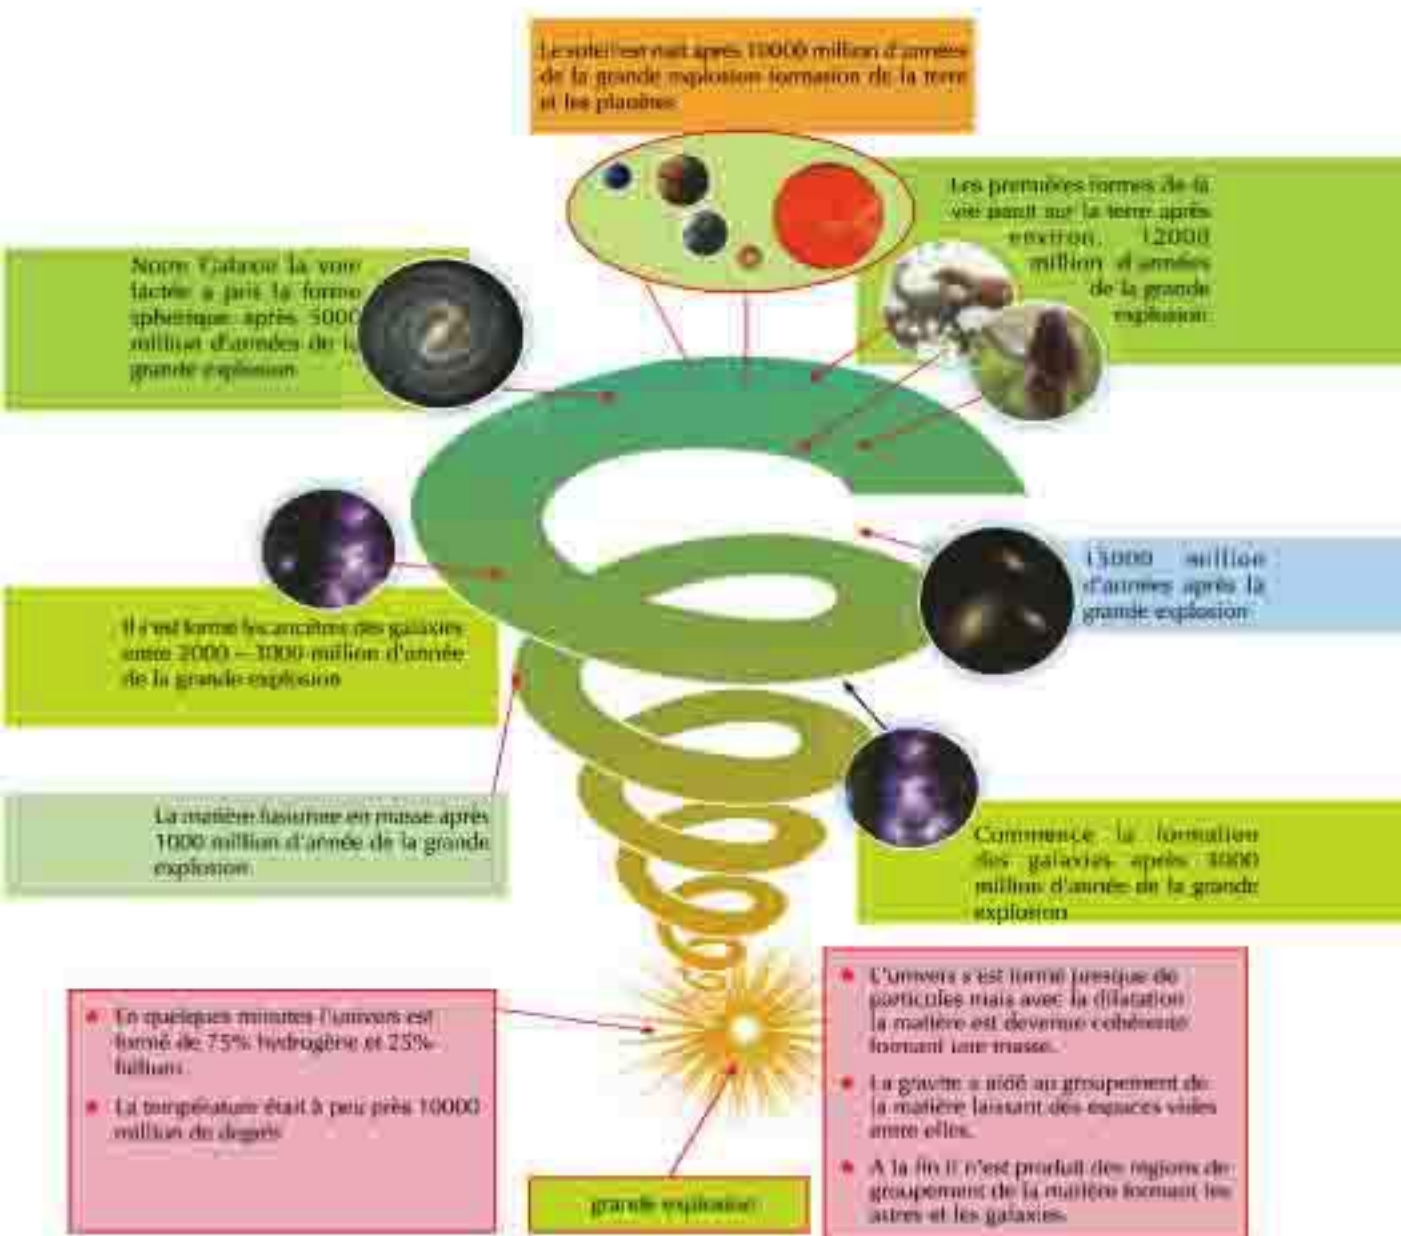 Le soleil est nait après 10000 million d'années
de la grande explosion formation de la terre
et les planètes
Les premières formes de la
vie parut sur la terre après
environ. 12000
million d'années
de la grande
explosion
Notre Galaxie la voie
lactée a pris la forme
spherique après 5000
million d'années de la
grande explosion
15000 million
d'années après la
grande explosion
Il s'est formé les ancêtres des galaxies
entre 2000 – 3000 million d'année
de la grande explosion
La matière fusionne en masse après
1000 million d'année de la grande
explosion
Commence la formation
des galaxies après
million d'année de la grande
explosion
En quelques minutes l'univers est
formé de 75% hydrogène et 25%
La température était à peu près 10000
million de degrés
grande explosion
L'univers s'est formé presque de
particules mais avec la dilatation
la matière est devenue cohérente
formant une masse.
La gravité a aidé au groupement de
la matière laissant des espaces vides
entre elles.
A la fin il n'est produit des régions de
groupement de la matière formant les
astres et les galaxies.